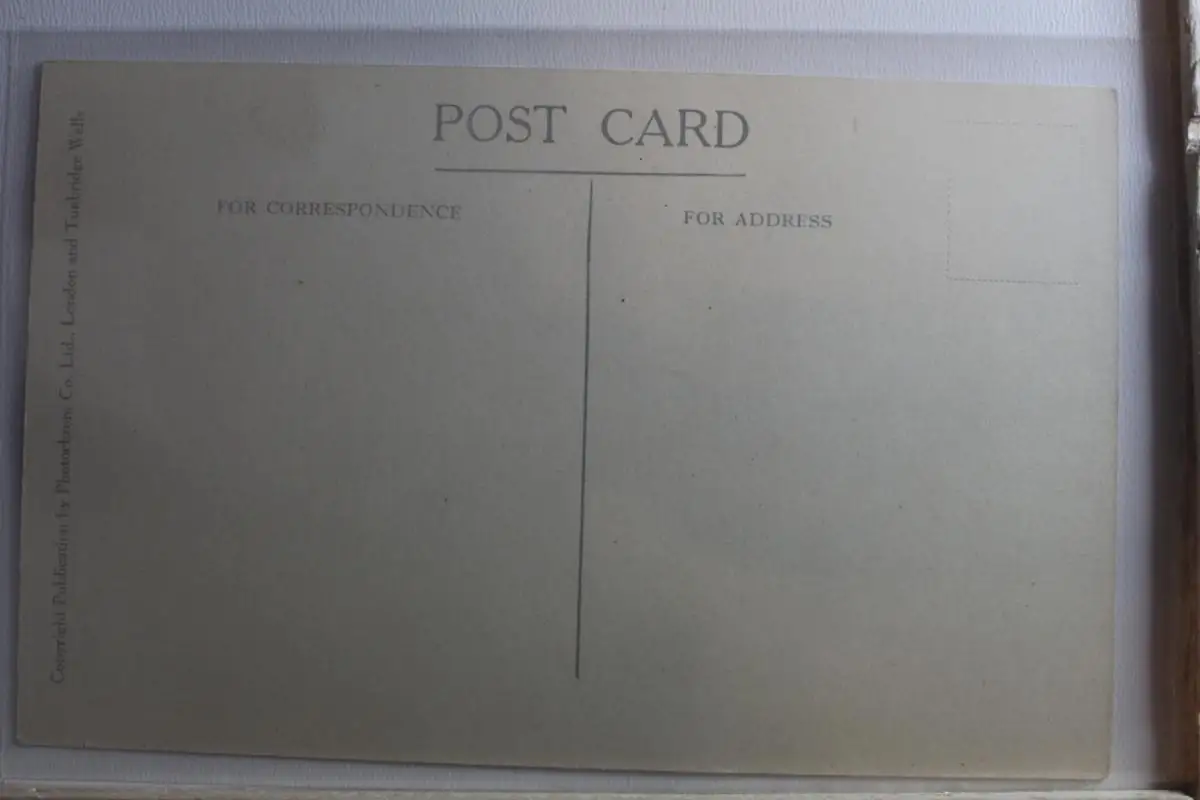 POST CARD
FOR CORRESPONDENCE
FOR ADDRESS
Copyright Publication by Photochrom Co. Ltd., London and Tunbridge Wells